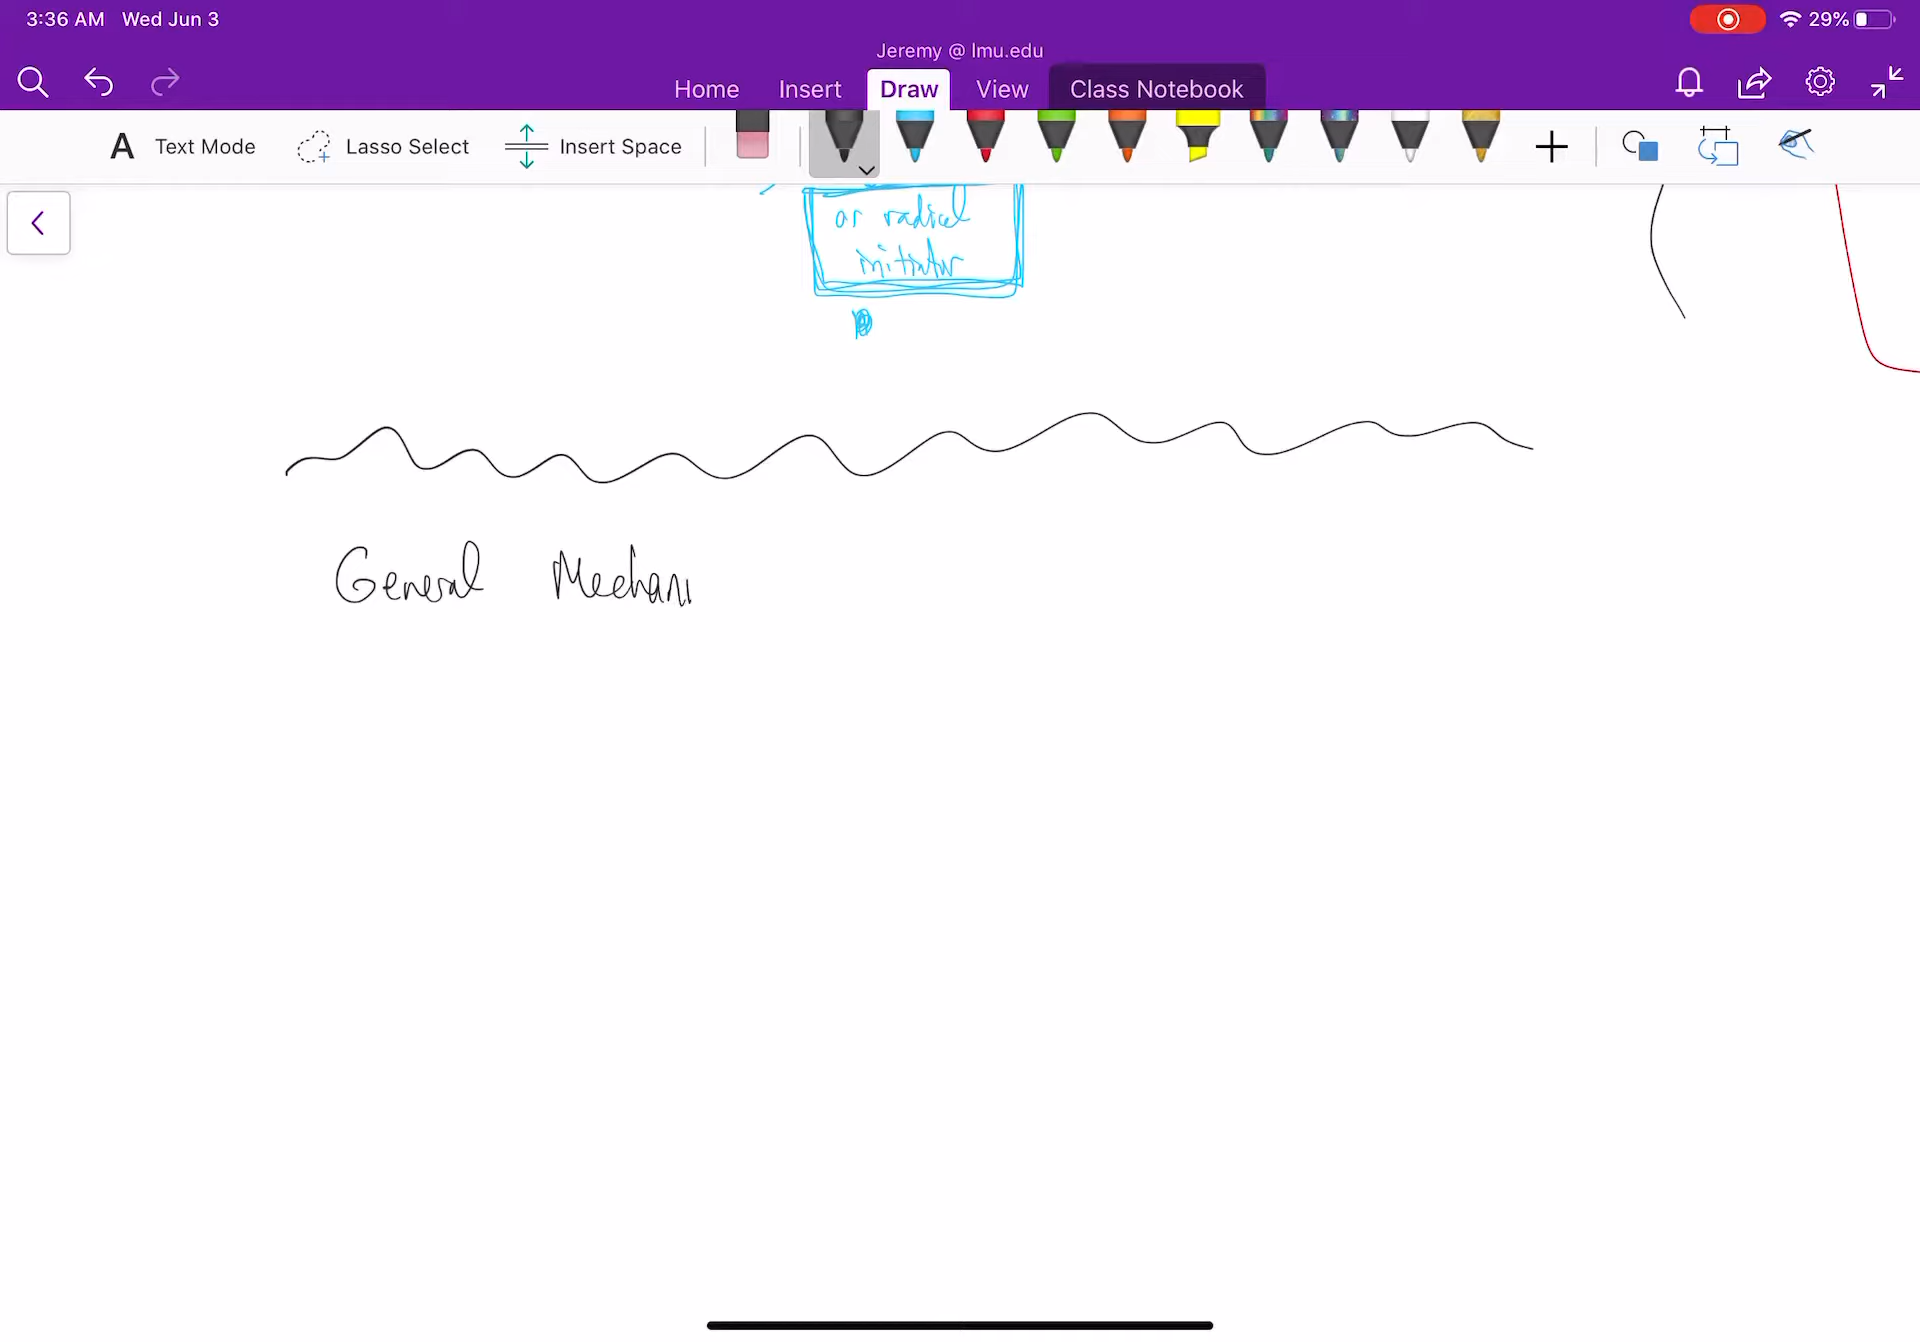 3:36 AM Wed Jun 3
29%
Jeremy @ lmu.edu
Home Insert Draw View Class Notebook
A Text Mode Lasso Select Insert Space
or radical
initiator
General Mechani